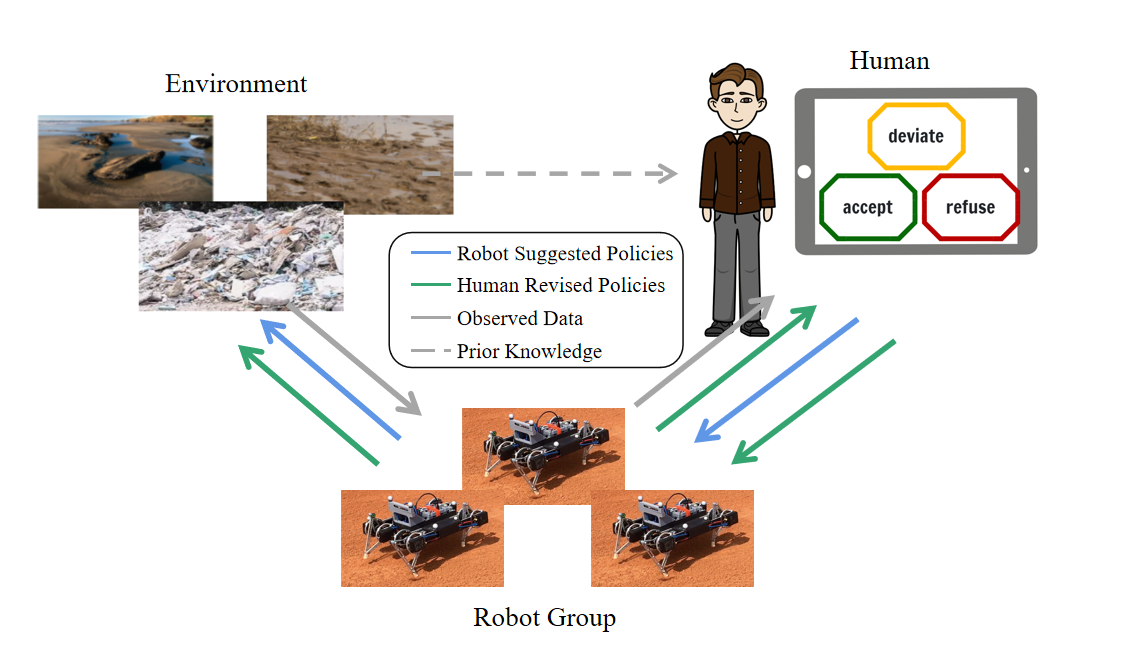 Environment
Human
deviate
accept
refuse
Robot Suggested Policies
Human Revised Policies
Observed Data
Prior Knowledge
Robot Group